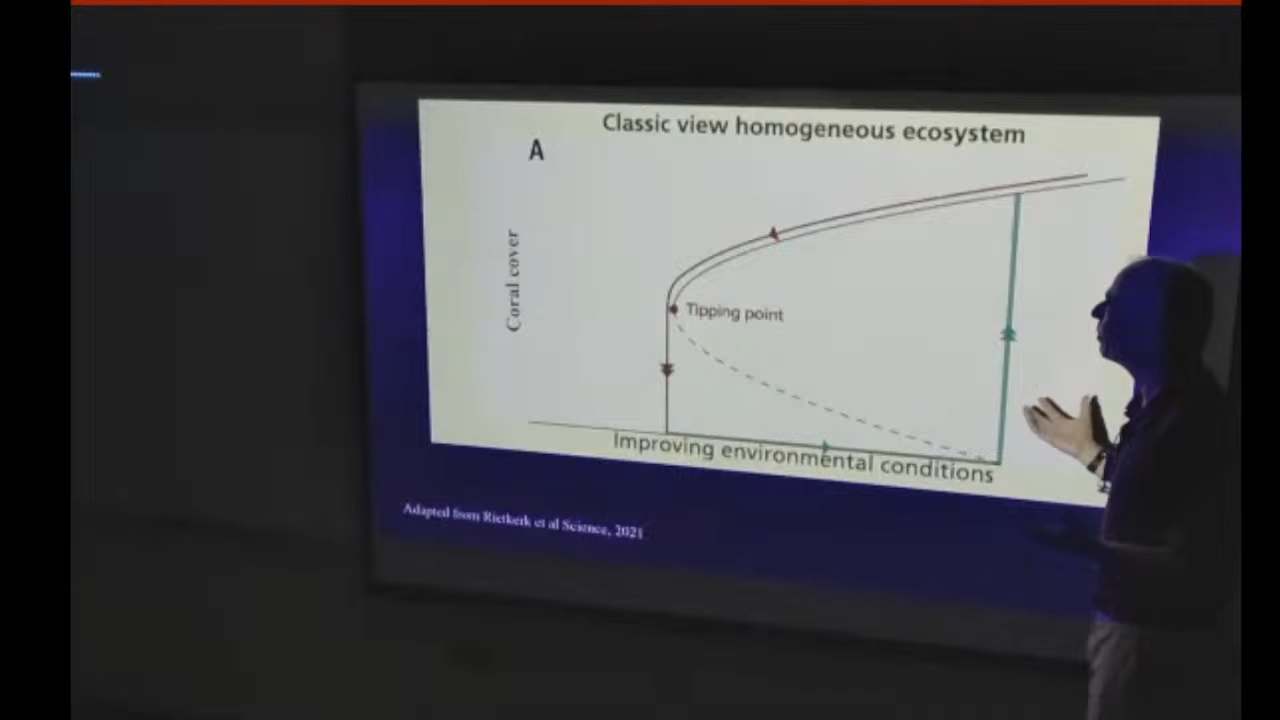 Classic view homogeneous ecosystem
A
Coral cover
Tipping point
Improving environmental conditions
Adapted from Rietkerk et al Science, 2021